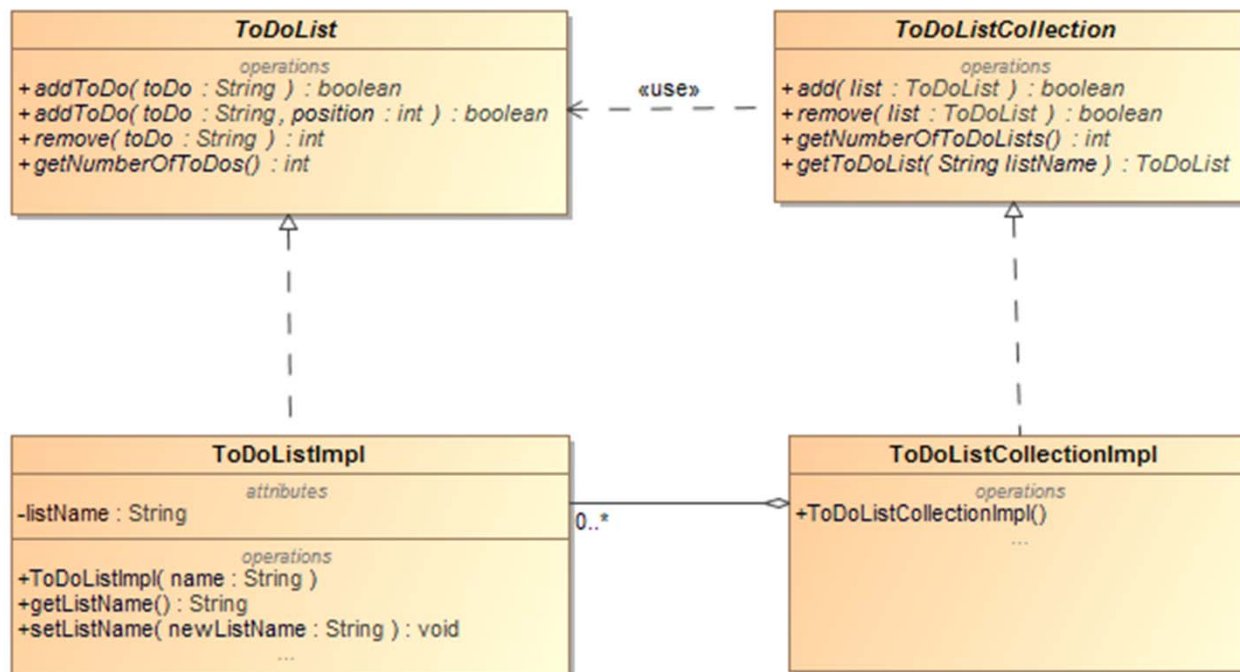 ToDoList
operations
+addToDo( toDo : String ) : boolean
+addToDo( toDo : String, position : int ) : boolean
+remove( toDo : String ) : int
+getNumberOfToDos() : int
«use»
ToDoListCollection
operations
+add( list : ToDoList ) : boolean
+remove( list : ToDoList ) : boolean
+getNumberOfToDoLists() : int
+getToDoList( String listName ) : ToDoList
ToDoListImpl
attributes
-listName : String
operations
+ToDoListImpl( name : String )
+getListName() : String
+setListName( newListName : String ) : void
...
0..*
ToDoListCollectionImpl
operations
+ToDoListCollectionImpl()
...